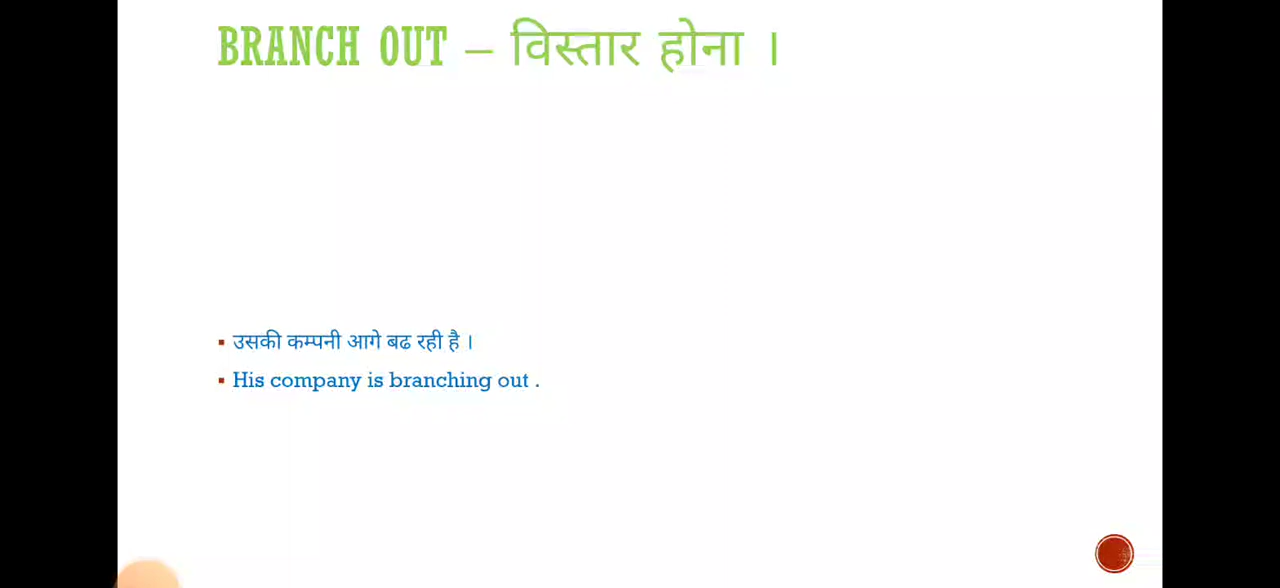 BRANCH OUT – विस्तार होना ।
उसकी कम्पनी आगे बढ रही है ।
His company is branching out .